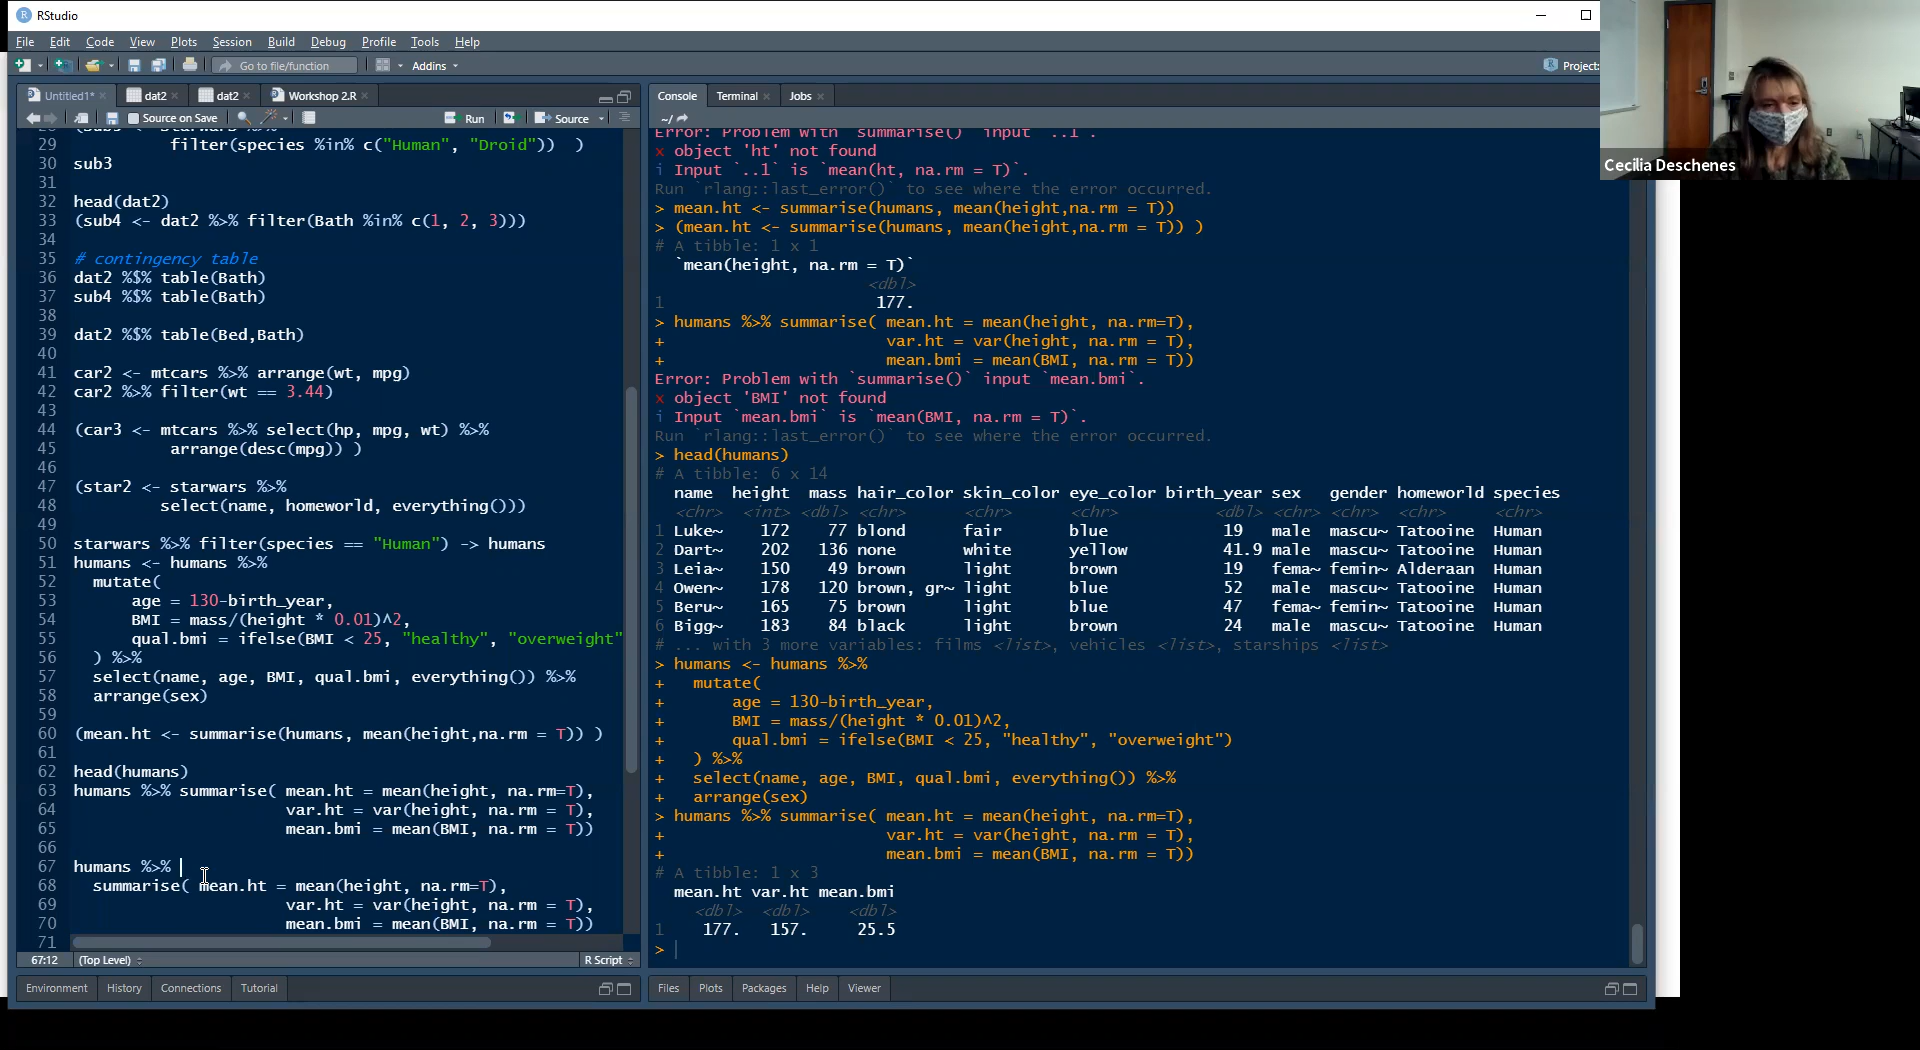 RStudio
File Edit Code View Plots Session Build Debug Profile Tools Help
Go to file/function Addins Project:
Untitled1* dat2 dat2 Workshop 2.R
Source on Save Run Source
29 filter(species %in% c("Human", "Droid")) )
30 sub3
31
32 head(dat2)
33 (sub4 <- dat2 %>% filter(Bath %in% c(1, 2, 3)))
34
35 # contingency table
36 dat2 %$% table(Bath)
37 sub4 %$% table(Bath)
38
39 dat2 %$% table(Bed,Bath)
40
41 car2 <- mtcars %>% arrange(wt, mpg)
42 car2 %>% filter(wt == 3.44)
43
44 (car3 <- mtcars %>% select(hp, mpg, wt) %>%
45 arrange(desc(mpg)) )
46
47 (star2 <- starwars %>%
48 select(name, homeworld, everything()))
49
50 starwars %>% filter(species == "Human") -> humans
51 humans <- humans %>%
52 mutate(
53 age = 130-birth_year,
54 BMI = mass/(height * 0.01)^2,
55 qual.bmi = ifelse(BMI < 25, "healthy", "overweight"
56 ) %>%
57 select(name, age, BMI, qual.bmi, everything()) %>%
58 arrange(sex)
59
60 (mean.ht <- summarise(humans, mean(height,na.rm = T)) )
61
62 head(humans)
63 humans %>% summarise( mean.ht = mean(height, na.rm=T),
64 var.ht = var(height, na.rm = T),
65 mean.bmi = mean(BMI, na.rm = T))
66
67 humans %>%
68 summarise( mean.ht = mean(height, na.rm=T),
69 var.ht = var(height, na.rm = T),
70 mean.bmi = mean(BMI, na.rm = T))
71
67:12 (Top Level) R Script
Environment History Connections Tutorial
Console Terminal Jobs
~/
Error: Problem with `summarise()` input `..1`.
x object 'ht' not found
i Input `..1` is `mean(ht, na.rm = T)`.
Run `rlang::last_error()` to see where the error occurred.
> mean.ht <- summarise(humans, mean(height,na.rm = T))
> (mean.ht <- summarise(humans, mean(height,na.rm = T)) )
# A tibble: 1 x 1
`mean(height, na.rm = T)`
<dbl>
1 177.
> humans %>% summarise( mean.ht = mean(height, na.rm=T),
+ var.ht = var(height, na.rm = T),
+ mean.bmi = mean(BMI, na.rm = T))
Error: Problem with `summarise()` input `mean.bmi`.
x object 'BMI' not found
i Input `mean.bmi` is `mean(BMI, na.rm = T)`.
Run `rlang::last_error()` to see where the error occurred.
> head(humans)
# A tibble: 6 x 14
name height mass hair_color skin_color eye_color birth_year sex gender homeworld species
<chr> <int> <dbl> <chr> <chr> <chr> <dbl> <chr> <chr> <chr> <chr>
1 Luke~ 172 77 blond fair blue 19 male mascu~ Tatooine Human
2 Dart~ 202 136 none white yellow 41.9 male mascu~ Tatooine Human
3 Leia~ 150 49 brown light brown 19 fema~ femin~ Alderaan Human
4 Owen~ 178 120 brown, gr~ light blue 52 male mascu~ Tatooine Human
5 Beru~ 165 75 brown light blue 47 fema~ femin~ Tatooine Human
6 Bigg~ 183 84 black light brown 24 male mascu~ Tatooine Human
# ... with 3 more variables: films <list>, vehicles <list>, starships <list>
> humans <- humans %>%
+ mutate(
+ age = 130-birth_year,
+ BMI = mass/(height * 0.01)^2,
+ qual.bmi = ifelse(BMI < 25, "healthy", "overweight")
+ ) %>%
+ select(name, age, BMI, qual.bmi, everything()) %>%
+ arrange(sex)
> humans %>% summarise( mean.ht = mean(height, na.rm=T),
+ var.ht = var(height, na.rm = T),
+ mean.bmi = mean(BMI, na.rm = T))
# A tibble: 1 x 3
mean.ht var.ht mean.bmi
<dbl> <dbl> <dbl>
1 177. 157. 25.5
>
Files Plots Packages Help Viewer
Cecilia Deschenes